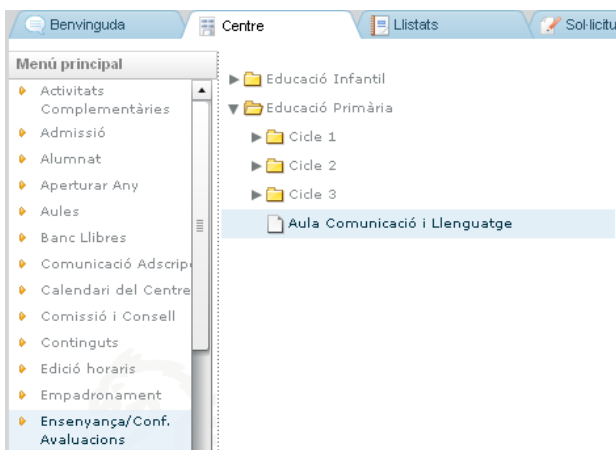 Benvinguda
Centre
Llistats
Sol·licitu
Menú principal
Activitats
Complementàries
Admissió
Alumnat
Aperturar Any
Aules
Banc Llibres
Comunicació Adscrip
Calendari del Centre
Comissió i Consell
Continguts
Edició horaris
Empadronament
Ensenyança/Conf.
Avaluacions
Educació Infantil
Educació Primària
Cicle 1
Cicle 2
Cicle 3
Aula Comunicació i Llenguatge